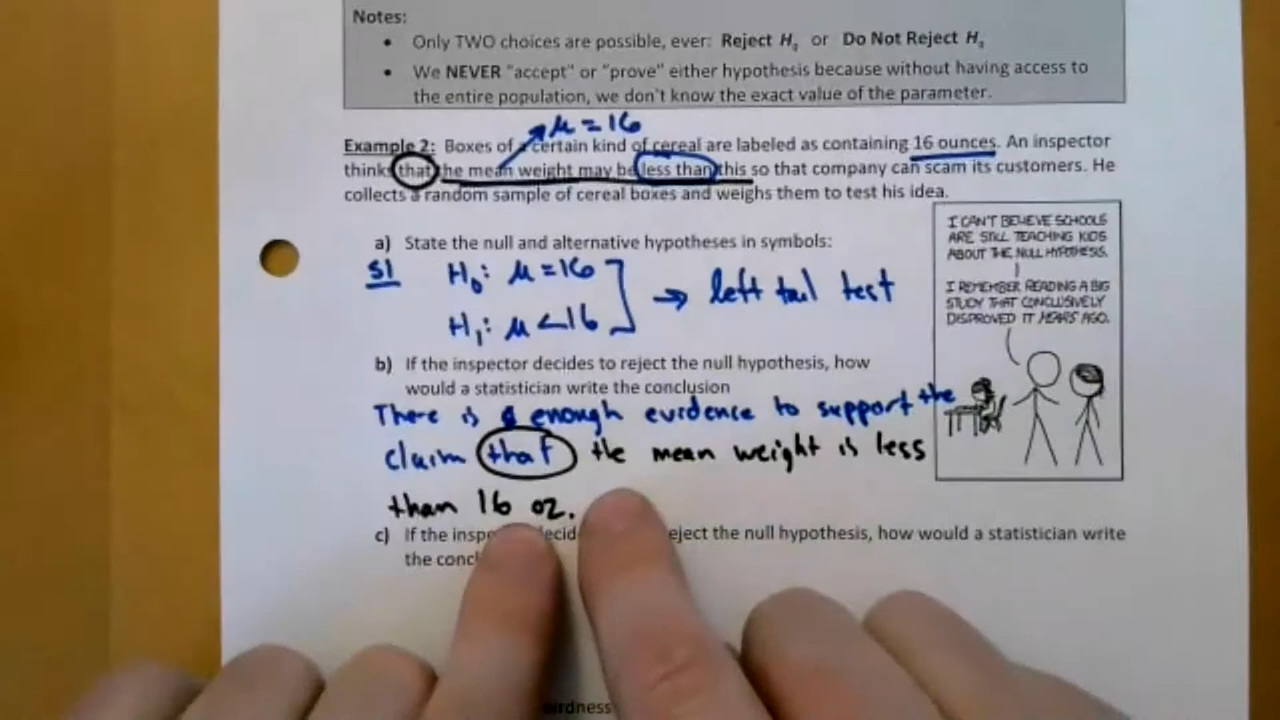 Notes:
• Only TWO choices are possible, ever: Reject H₀ or Do Not Reject H₀
• We NEVER "accept" or "prove" either hypothesis because without having access to
the entire population, we don't know the exact value of the parameter.
μ = 16
Example 2: Boxes of a certain kind of cereal are labeled as containing 16 ounces. An inspector
thinks that the mean weight may be less than this so that company can scam its customers. He
collects a random sample of cereal boxes and weighs them to test his idea.
a) State the null and alternative hypotheses in symbols:
S1 H₀: μ = 16
→ left tail test
H₁: μ < 16
b) If the inspector decides to reject the null hypothesis, how
would a statistician write the conclusion
There is enough evidence to support the
claim that the mean weight is less
than 16 oz.
c) If the eject the null hypothesis, how would a statistician write
the
I CAN'T BELIEVE SCHOOLS
ARE STILL TEACHING KIDS
ABOUT THE NULL HYPOTHESIS.
I REMEMBER READING A BIG
STUDY THAT CONCLUSIVELY
DISPROVED IT YEARS AGO.